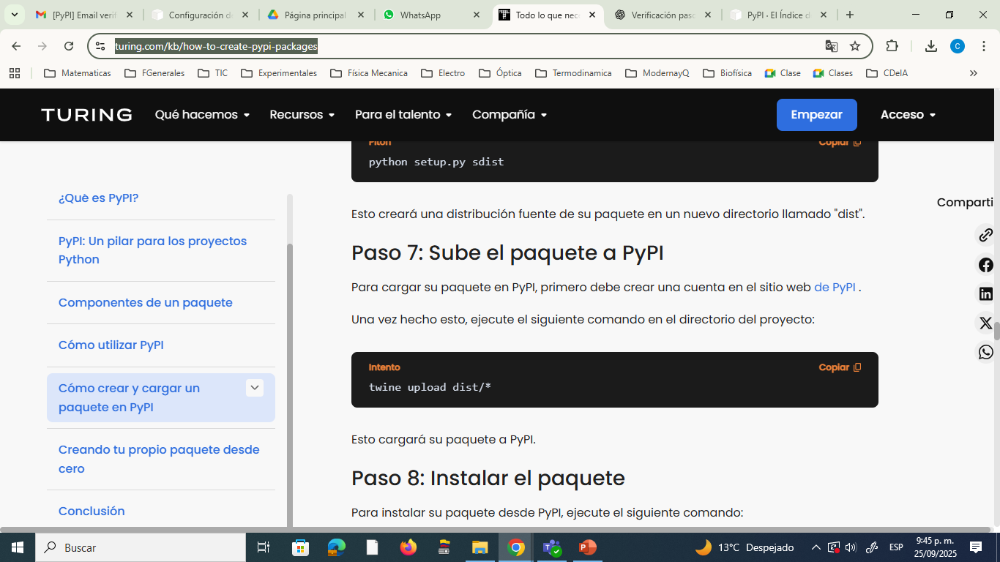 [PyPI] Email verif
Configuración de
Página principal
WhatsApp
Todo lo que nece
Verificación paso
PyPI · El Índice d
turing.com/kb/how-to-create-pypi-packages
C
Matematicas
FGenerales
TIC
Experimentales
Física Mecanica
Electro
Óptica
Termodinamica
ModernayQ
Biofísica
Clase
Clases
CDeIA
»
TURING
Qué hacemos
Recursos
Para el talento
Compañía
Empezar
Acceso
Pitón
Copiar
python setup.py sdist
Esto creará una distribución fuente de su paquete en un nuevo directorio llamado "dist".
Paso 7: Sube el paquete a PyPI
Para cargar su paquete en PyPI, primero debe crear una cuenta en el sitio web de PyPI .
Una vez hecho esto, ejecute el siguiente comando en el directorio del proyecto:
Intento
Copiar
twine upload dist/*
Esto cargará su paquete a PyPI.
Paso 8: Instalar el paquete
Para instalar su paquete desde PyPI, ejecute el siguiente comando:
¿Qué es PyPI?
PyPI: Un pilar para los proyectos
Python
Componentes de un paquete
Cómo utilizar PyPI
Cómo crear y cargar un
paquete en PyPI
Creando tu propio paquete desde
cero
Conclusión
Comparti
Buscar
13°C Despejado
ESP
9:45 p. m.
25/09/2025